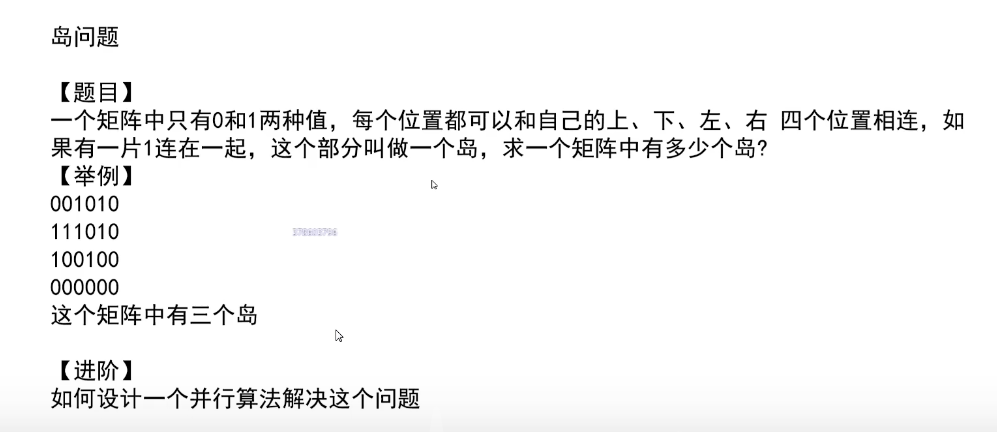 岛问题
【题目】
一个矩阵中只有0和1两种值，每个位置都可以和自己的上、下、左、右 四个位置相连，如
果有一片1连在一起，这个部分叫做一个岛，求一个矩阵中有多少个岛?
【举例】
001010
111010
100100
000000
这个矩阵中有三个岛
【进阶】
如何设计一个并行算法解决这个问题